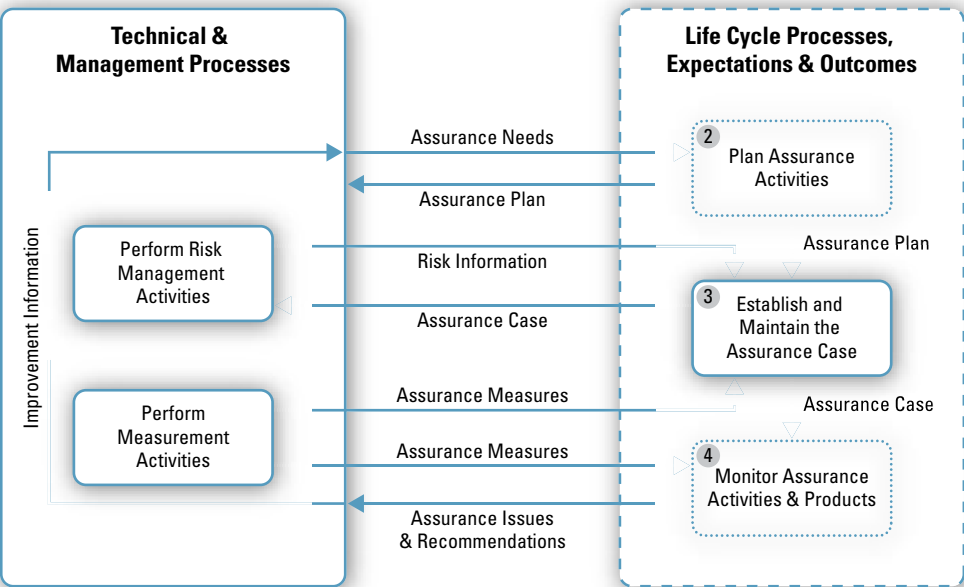 Technical &
Management Processes
Life Cycle Processes,
Expectations & Outcomes
Assurance Needs
2
Plan Assurance
Activities
Assurance Plan
Improvement Information
Perform Risk
Management
Activities
Risk Information
Assurance Plan
Assurance Case
3
Establish and
Maintain the
Assurance Case
Perform
Measurement
Activities
Assurance Measures
Assurance Case
Assurance Measures
4
Monitor Assurance
Activities & Products
Assurance Issues
& Recommendations